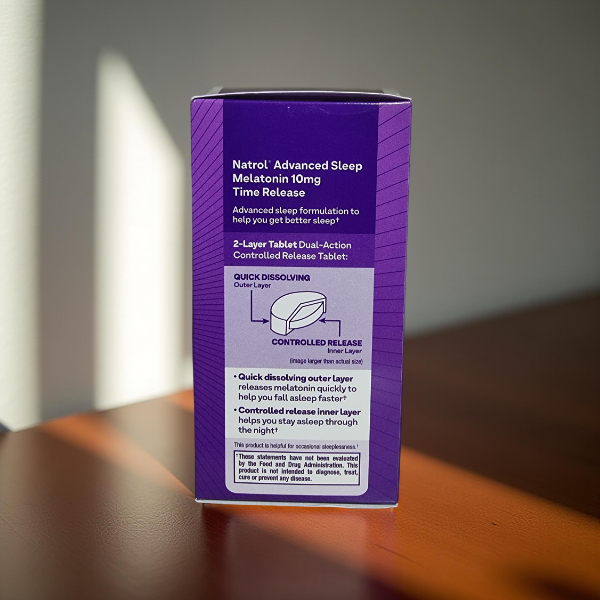 Natrol® Advanced Sleep
Melatonin 10mg
Time Release
Advanced sleep formulation to
help you get better sleep†
2-Layer Tablet Dual-Action
Controlled Release Tablet:
QUICK DISSOLVING
Outer Layer
CONTROLLED RELEASE
Inner Layer
(image larger than actual size)
• Quick dissolving outer layer
releases melatonin quickly to
help you fall asleep faster†
• Controlled release inner layer
helps you stay asleep through
the night†
This product is helpful for occasional sleeplessness.†
†These statements have not been evaluated
by the Food and Drug Administration. This
product is not intended to diagnose, treat,
cure or prevent any disease.